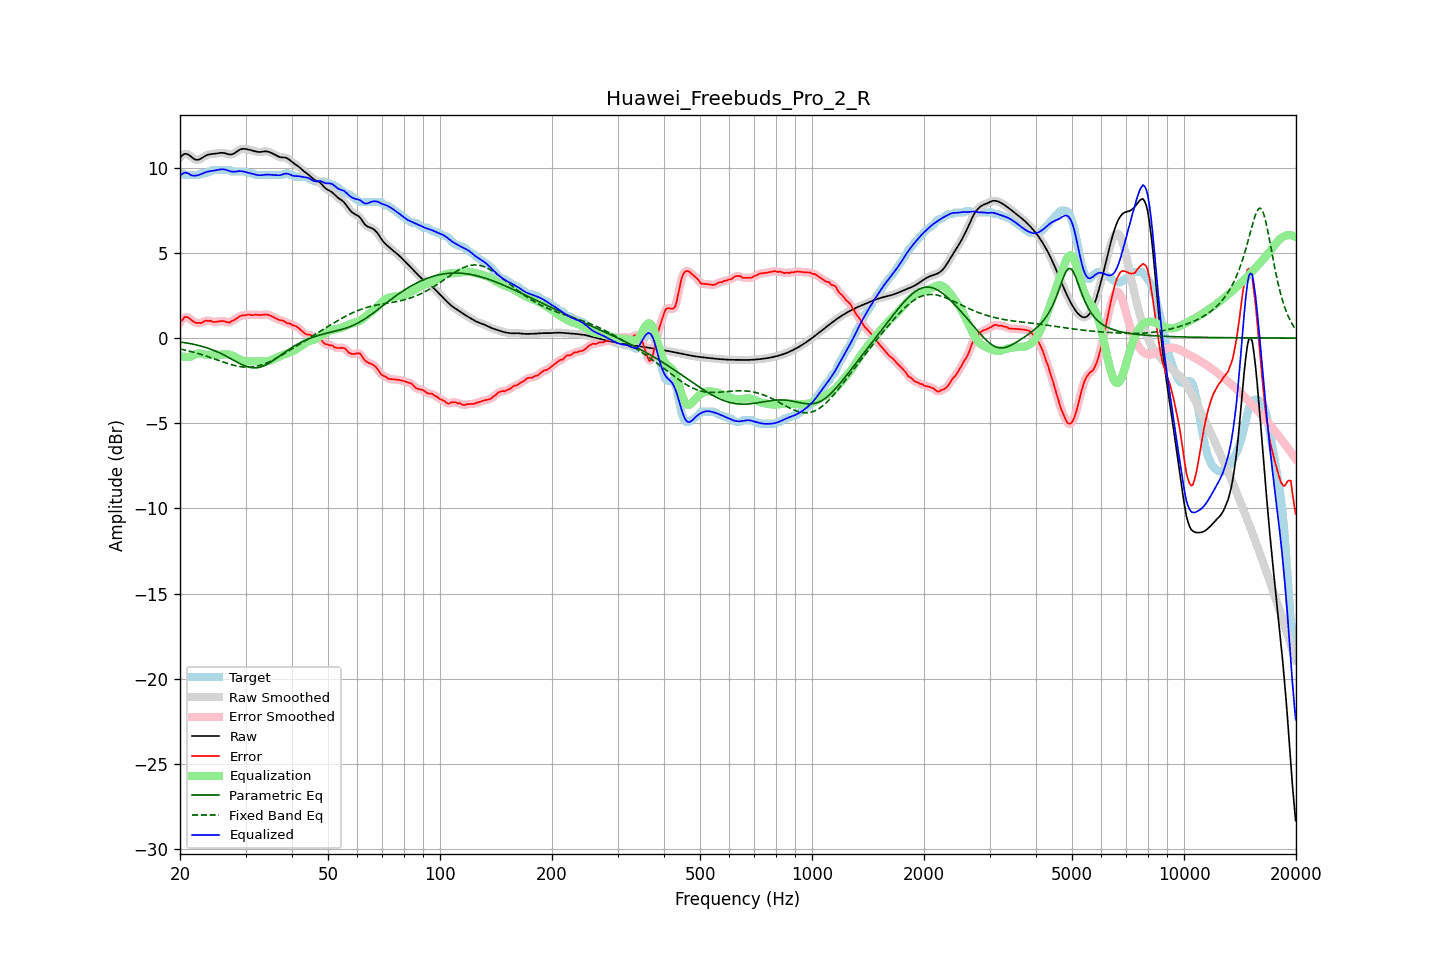 Huawei_Freebuds_Pro_2_R
Amplitude (dBr)
10
5
0
−5
−10
−15
−20
−25
−30
Target
Raw Smoothed
Error Smoothed
Raw
Error
Equalization
Parametric Eq
Fixed Band Eq
Equalized
20 50 100 200 500 1000 2000 5000 10000 20000
Frequency (Hz)